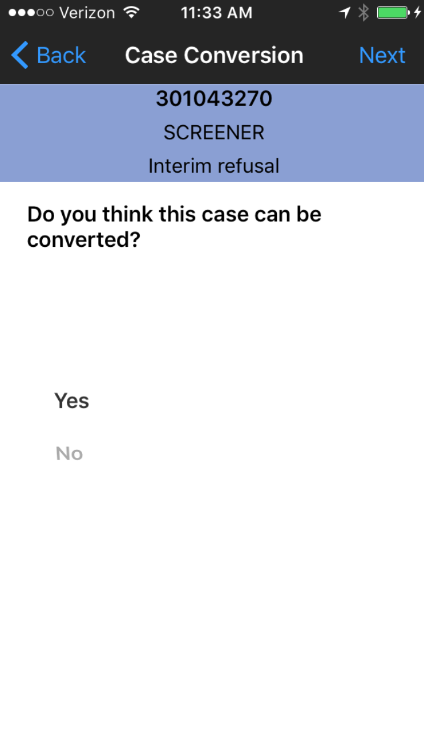 Verizon 11:33 AM
Back Case Conversion Next
301043270
SCREENER
Interim refusal
Do you think this case can be
converted?
Yes
No